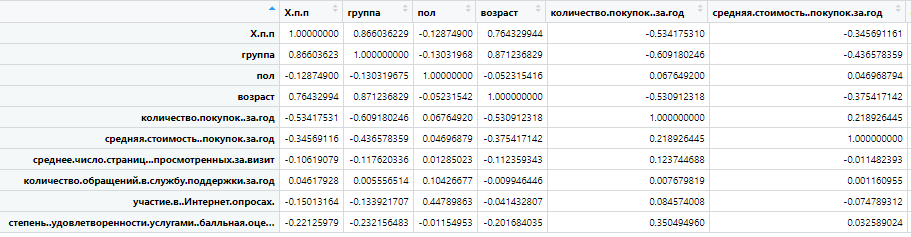 X.п.п группа пол возраст количество.покупок..за.год средняя.стоимость..покупок.за.год
X.п.п 1.00000000 0.866036229 -0.12874900 0.764329944 -0.534175310 -0.345691161
группа 0.86603623 1.000000000 -0.13031968 0.871236829 -0.609180246 -0.436578359
пол -0.12874900 -0.130319675 1.00000000 -0.052315416 0.067649200 0.046968794
возраст 0.76432994 0.871236829 -0.05231542 1.000000000 -0.530912318 -0.375417142
количество.покупок..за.год -0.53417531 -0.609180246 0.06764920 -0.530912318 1.000000000 0.218926445
средняя.стоимость..покупок.за.год -0.34569116 -0.436578359 0.04696879 -0.375417142 0.218926445 1.000000000
среднее.число.страниц...просмотренных.за.визит -0.10619079 -0.117620336 0.01285023 -0.112359343 0.123744688 -0.011482393
количество.обращений.в.службу.поддержки.за.год 0.04617928 0.005556514 0.10426677 -0.009946446 0.007679819 0.001160955
участие.в..Интернет.опросах. -0.15013164 -0.133921707 0.44789863 -0.041432807 0.084574008 -0.074789312
степень..удовлетворенности.услугами..балльная.оце... -0.22125979 -0.232156483 -0.01154953 -0.201684035 0.350494960 0.032589024